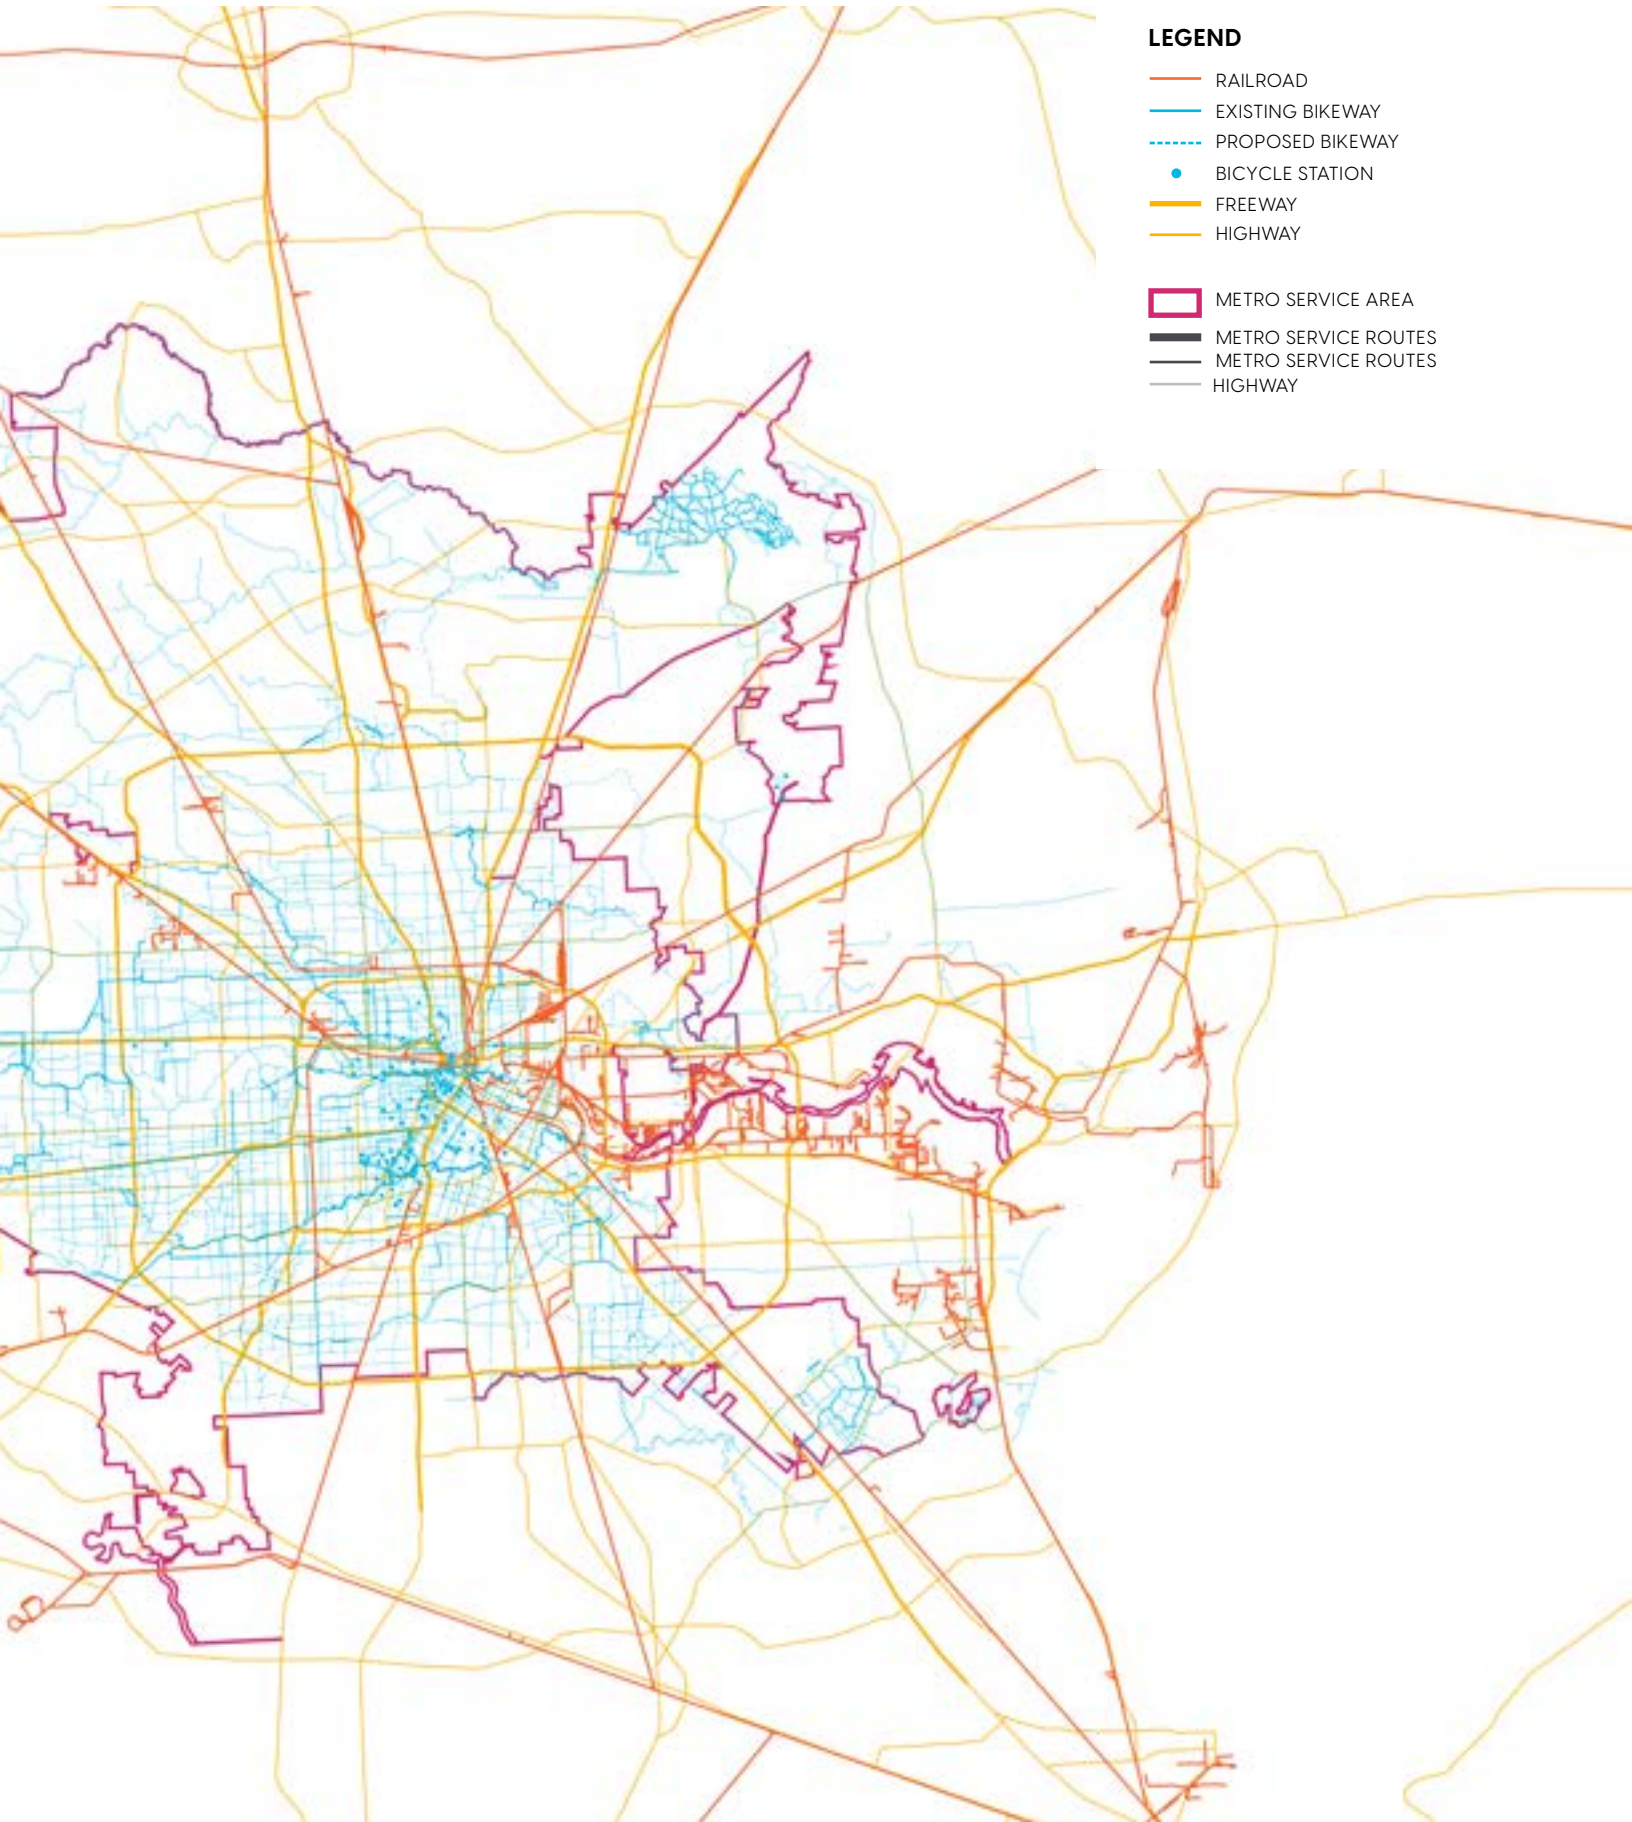 LEGEND
RAILROAD
EXISTING BIKEWAY
PROPOSED BIKEWAY
BICYCLE STATION
FREEWAY
HIGHWAY
METRO SERVICE AREA
METRO SERVICE ROUTES
METRO SERVICE ROUTES
HIGHWAY